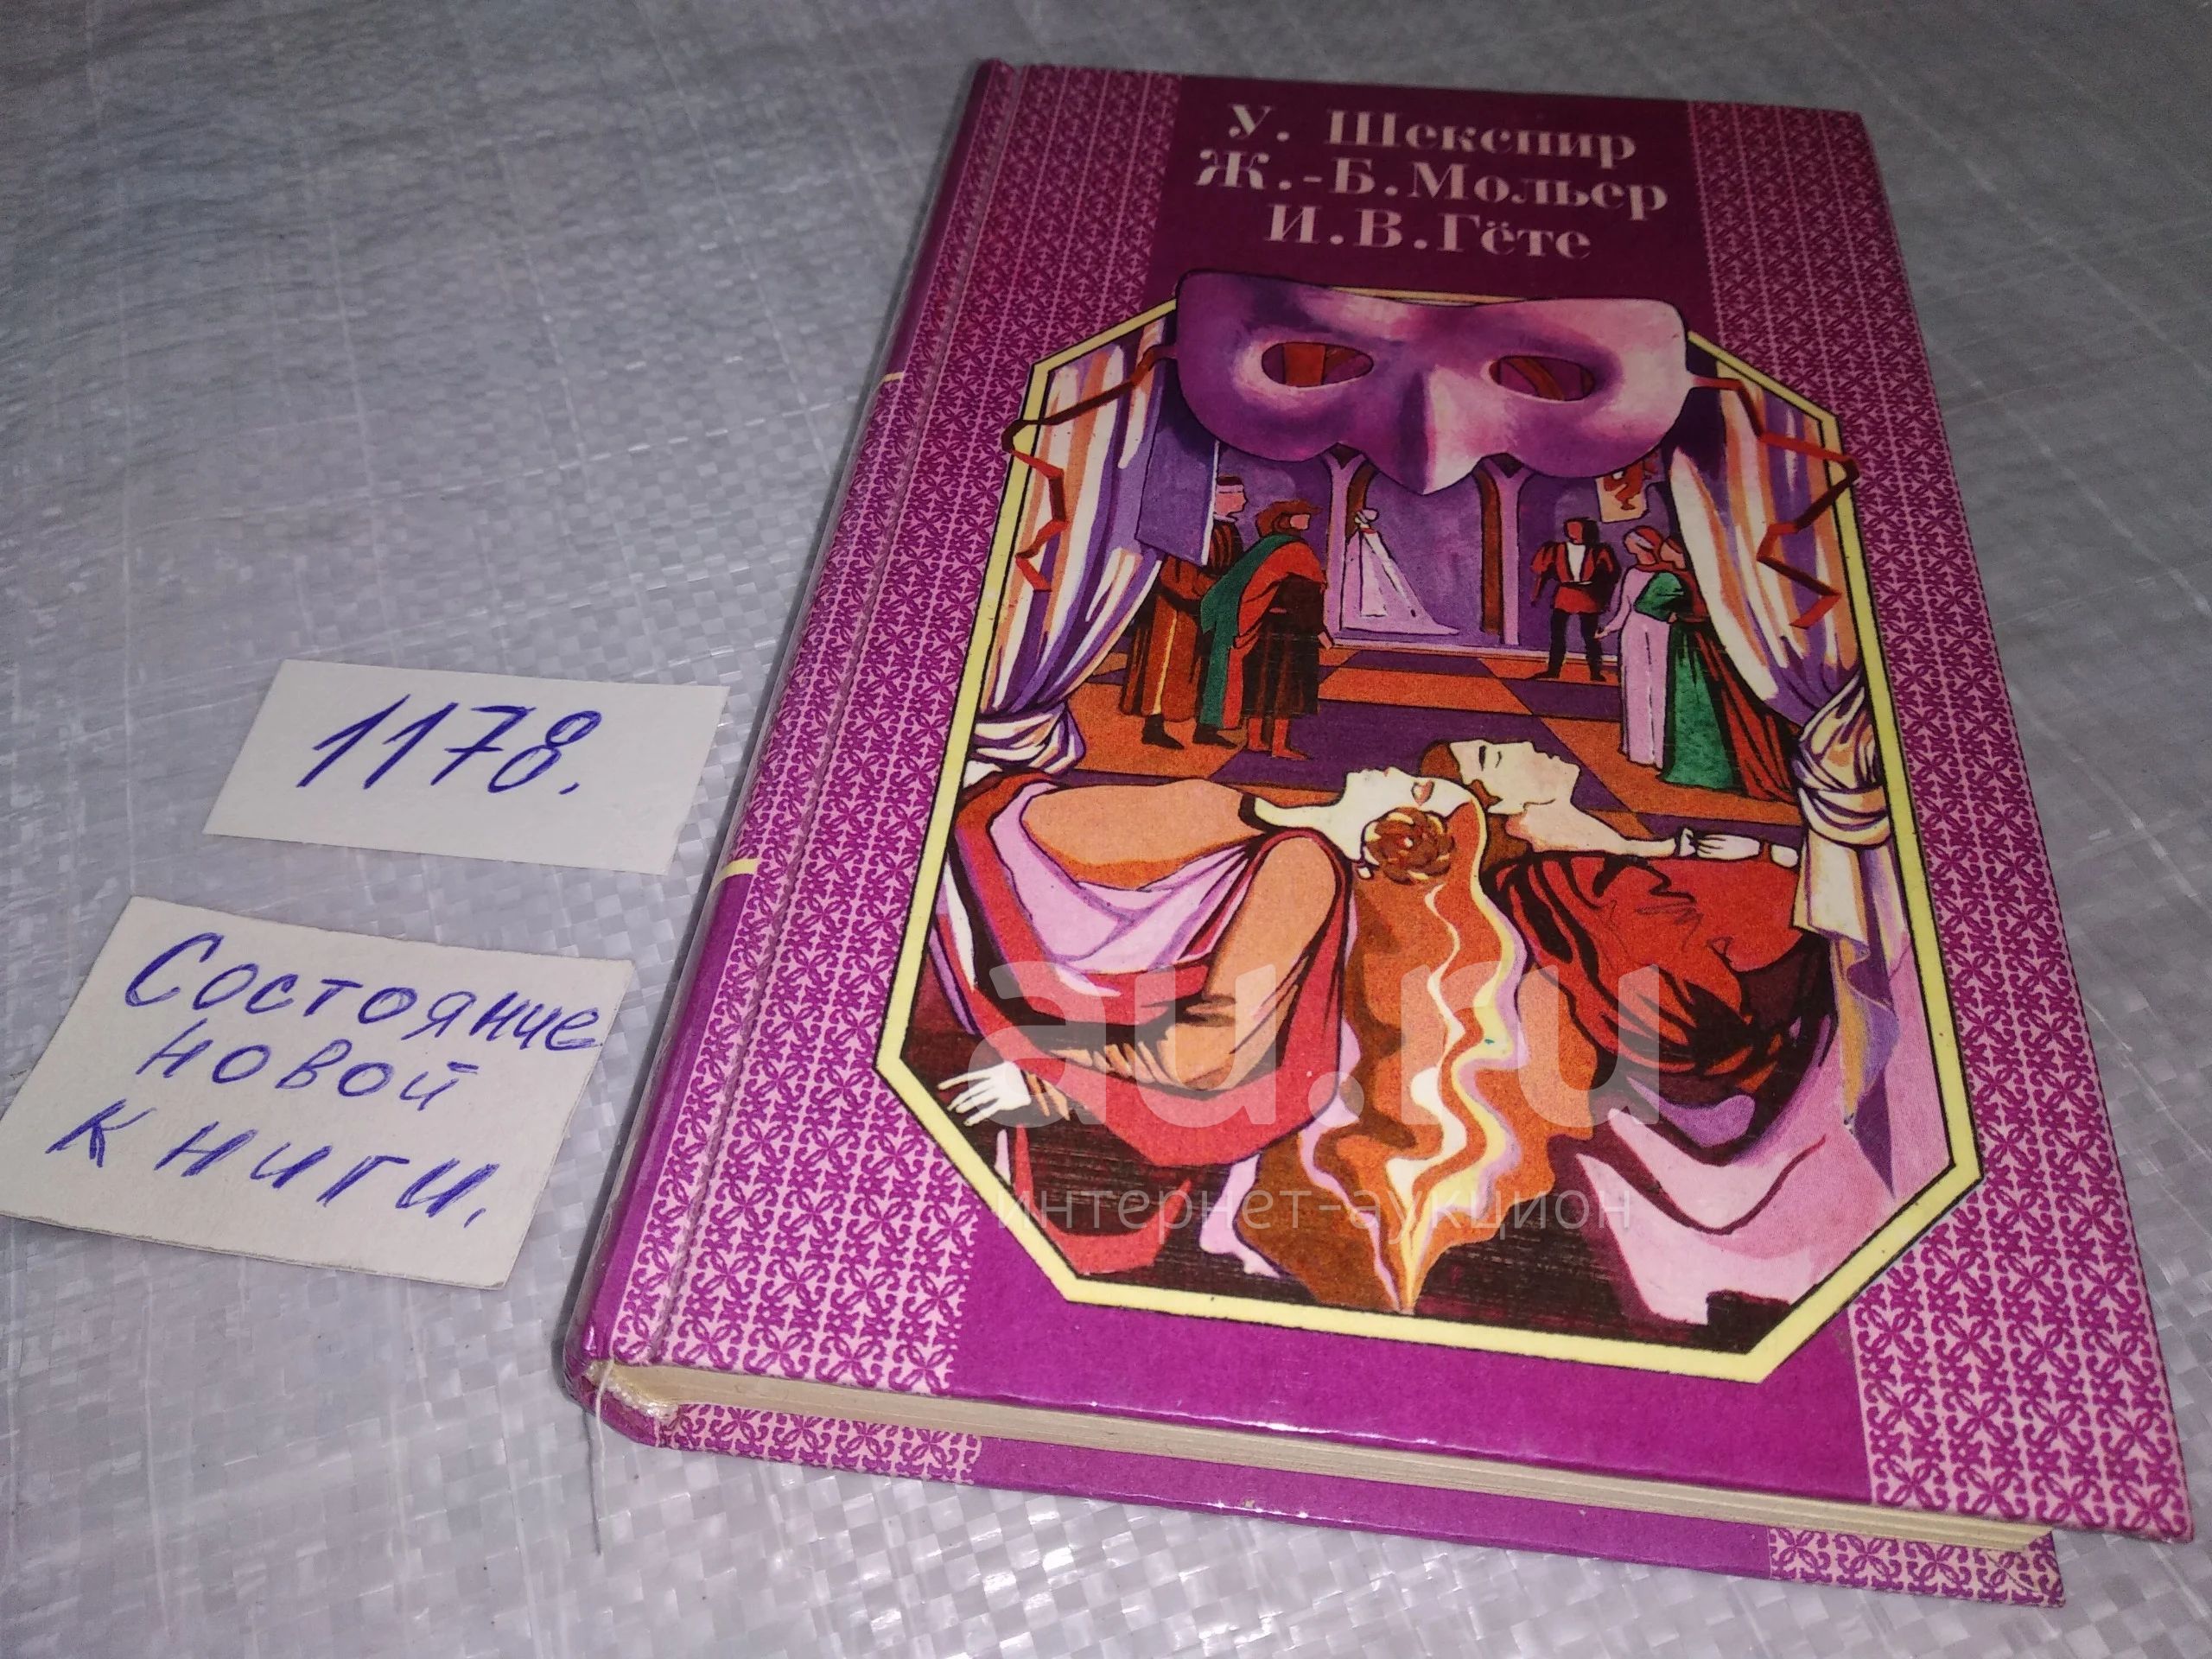 У. Шекспир
Ж.-Б. Мольер
И.В.Гёте
1178.
Состояние
новой
книги.
au.ru
интернет-аукцион